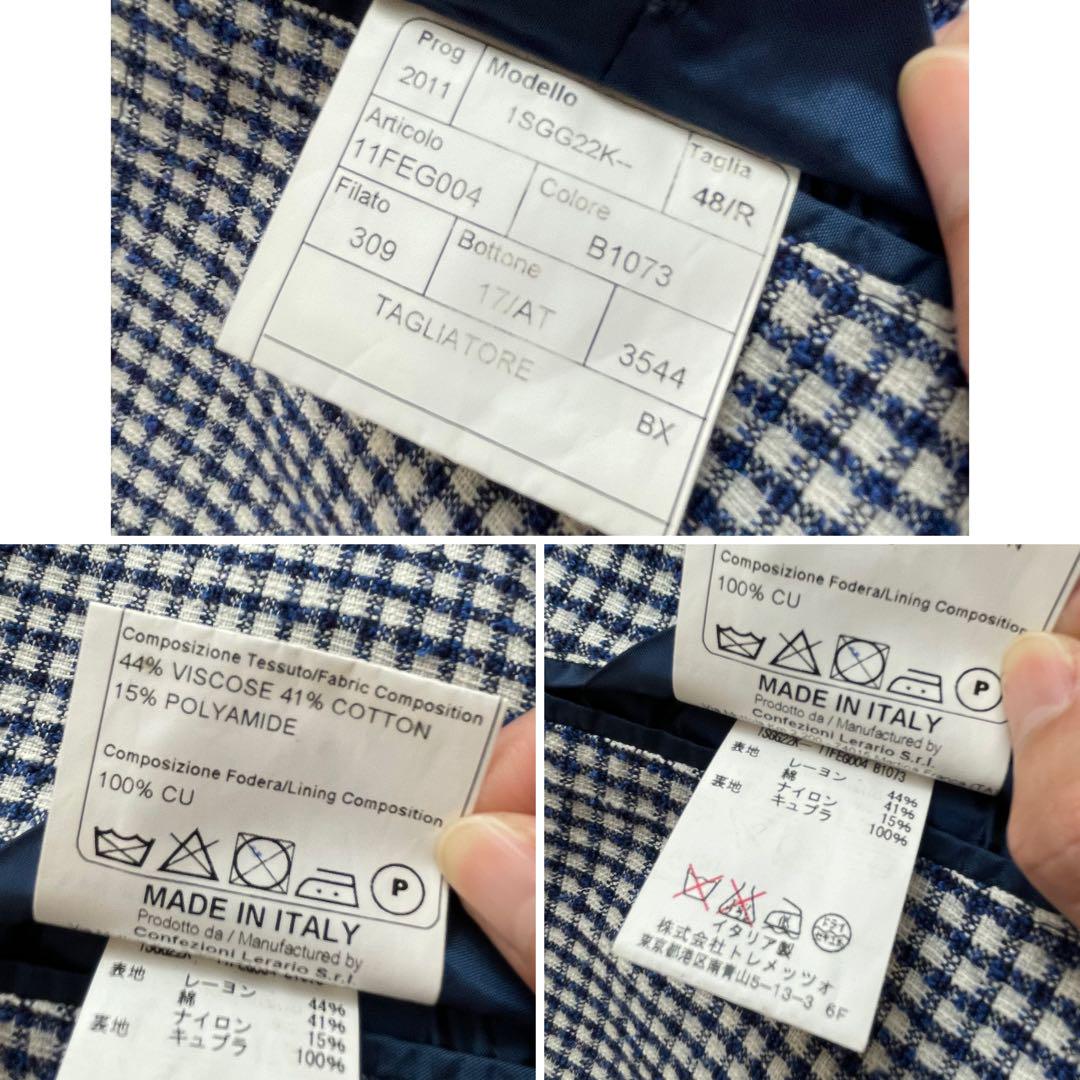 Prog
2011
Modello
1SGG22K--
Taglia
48/R
Articolo
11FEG004
Colore
B1073
Filato
309
Bottone
17/AT
3544
TAGLIATORE
BX
Composizione Tessuto/Fabric Composition
44% VISCOSE 41% COTTON
15% POLYAMIDE
Composizione Fodera/Lining Composition
100% CU
P
MADE IN ITALY
Prodotto da / Manufactured by
Confezioni Lerario S.r.l.
表地 レーヨン 44%
綿 41%
ナイロン 15%
裏地 キュプラ 100%
Composizione Fodera/Lining Composition
100% CU
P
MADE IN ITALY
Prodotto da / Manufactured by
Confezioni Lerario S.r.l.
1SGG22K-- 11FEG004 B1073
表地 レーヨン 44%
綿 41%
ナイロン 15%
裏地 キュプラ 100%
イタリア製
株式会社トレメッツォ
東京都港区南青山5-13-3 6F